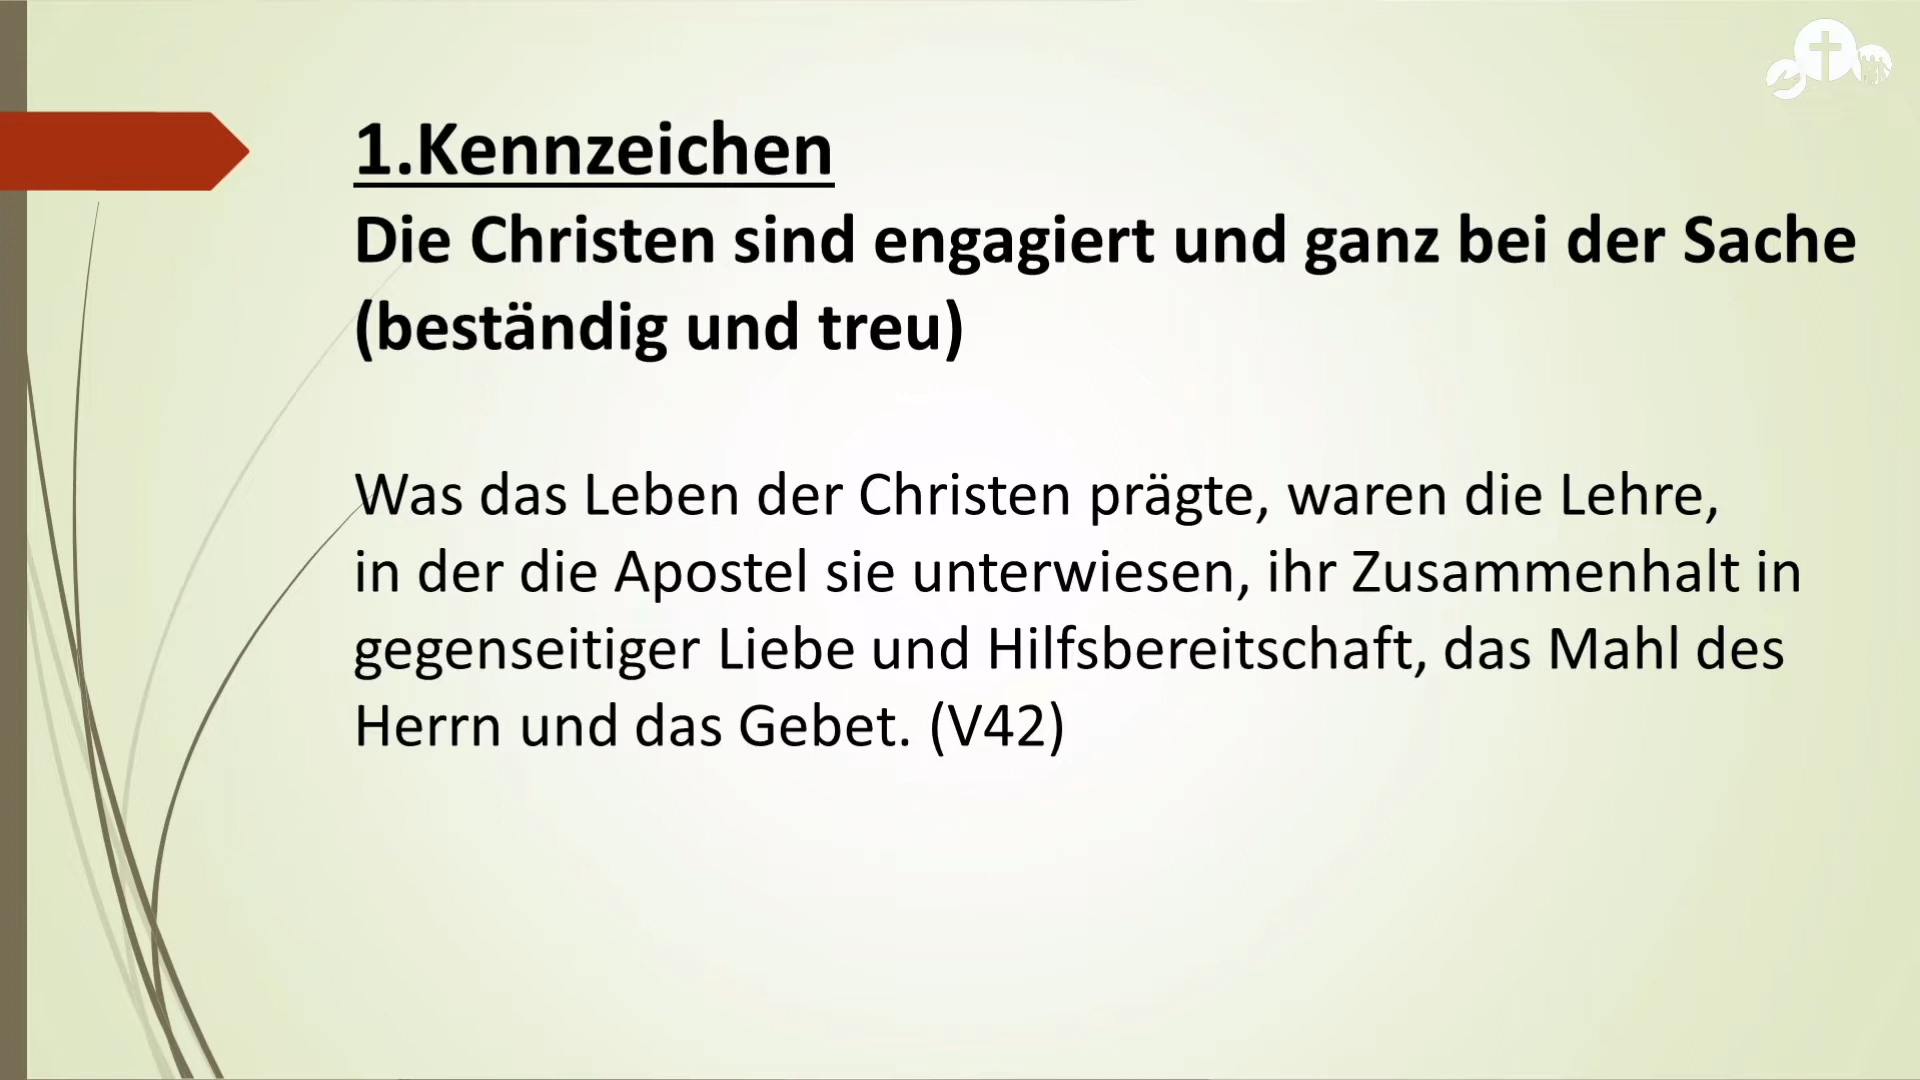 1.Kennzeichen
Die Christen sind engagiert und ganz bei der Sache
(beständig und treu)
Was das Leben der Christen prägte, waren die Lehre,
in der die Apostel sie unterwiesen, ihr Zusammenhalt in
gegenseitiger Liebe und Hilfsbereitschaft, das Mahl des
Herrn und das Gebet. (V42)